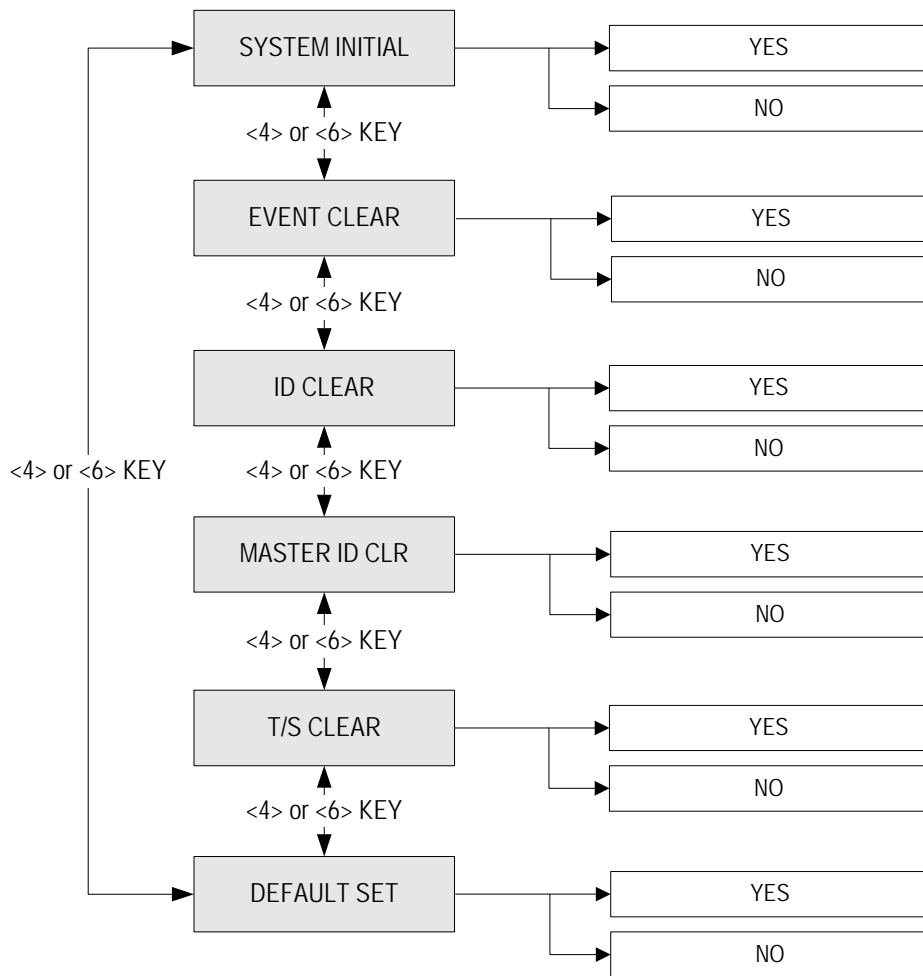 SYSTEM INITIAL
YES
NO
<4> or <6> KEY
EVENT CLEAR
YES
NO
<4> or <6> KEY
ID CLEAR
YES
NO
<4> or <6> KEY
<4> or <6> KEY
MASTER ID CLR
YES
NO
<4> or <6> KEY
T/S CLEAR
YES
NO
<4> or <6> KEY
DEFAULT SET
YES
NO